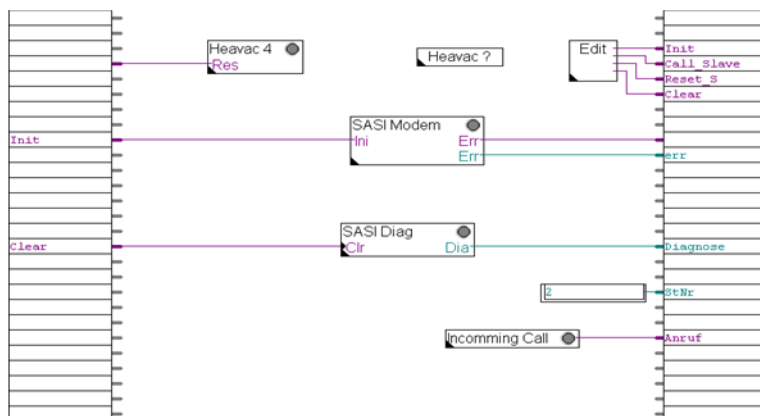 Heavac 4
Res
Heavac ?
Edit
Init
Call_Slave
Reset_S
Clear
Init
SASI Modem
Ini
Err
Err
err
Clear
SASI Diag
Clr
Dia
Diagnose
2
StNr
Incomming Call
Anruf